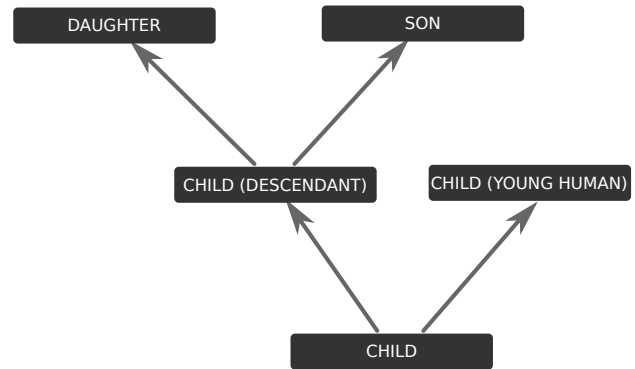 DAUGHTER
SON
CHILD (DESCENDANT)
CHILD (YOUNG HUMAN)
CHILD